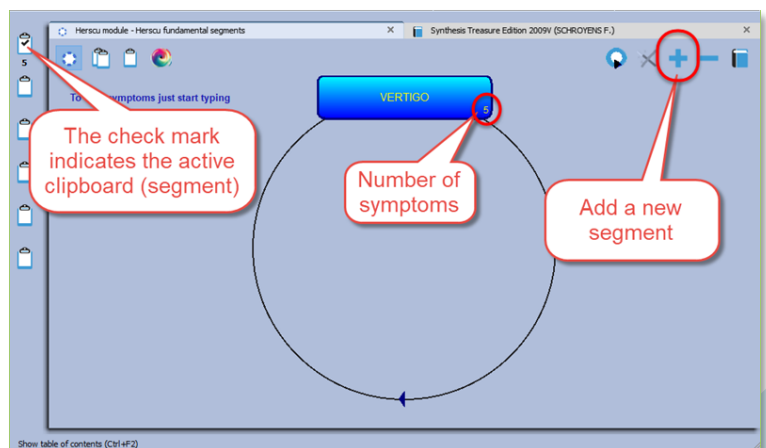 Herscu module - Herscu fundamental segments
Synthesis Treasure Edition 2009V (SCHROYENS F.)
5
To
symptoms just start typing
VERTIGO
5
The check mark
indicates the active
clipboard (segment)
Number of
symptoms
Add a new
segment
Show table of contents (Ctrl+F2)